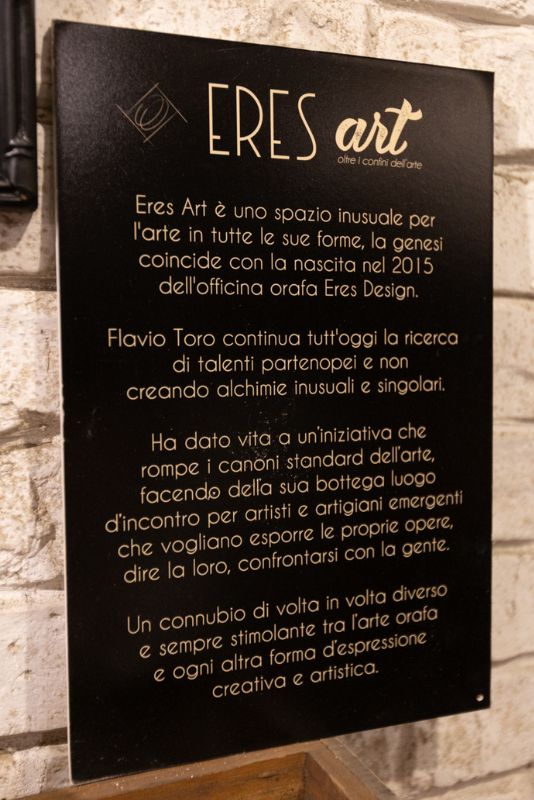 ERES art
oltre i confini dell'arte
Eres Art è uno spazio inusuale per
l'arte in tutte le sue forme, la genesi
coincide con la nascita nel 2015
dell'officina orafa Eres Design.
Flavio Toro continua tutt'oggi la ricerca
di talenti partenopei e non
creando alchimie inusuali e singolari.
Ha dato vita a un'iniziativa che
rompe i canoni standard dell'arte,
facendo della sua bottega luogo
d'incontro per artisti e artigiani emergenti
che vogliano esporre le proprie opere,
dire la loro, confrontarsi con la gente.
Un connubio di volta in volta diverso
e sempre stimolante tra l'arte orafa
e ogni altra forma d'espressione
creativa e artistica.